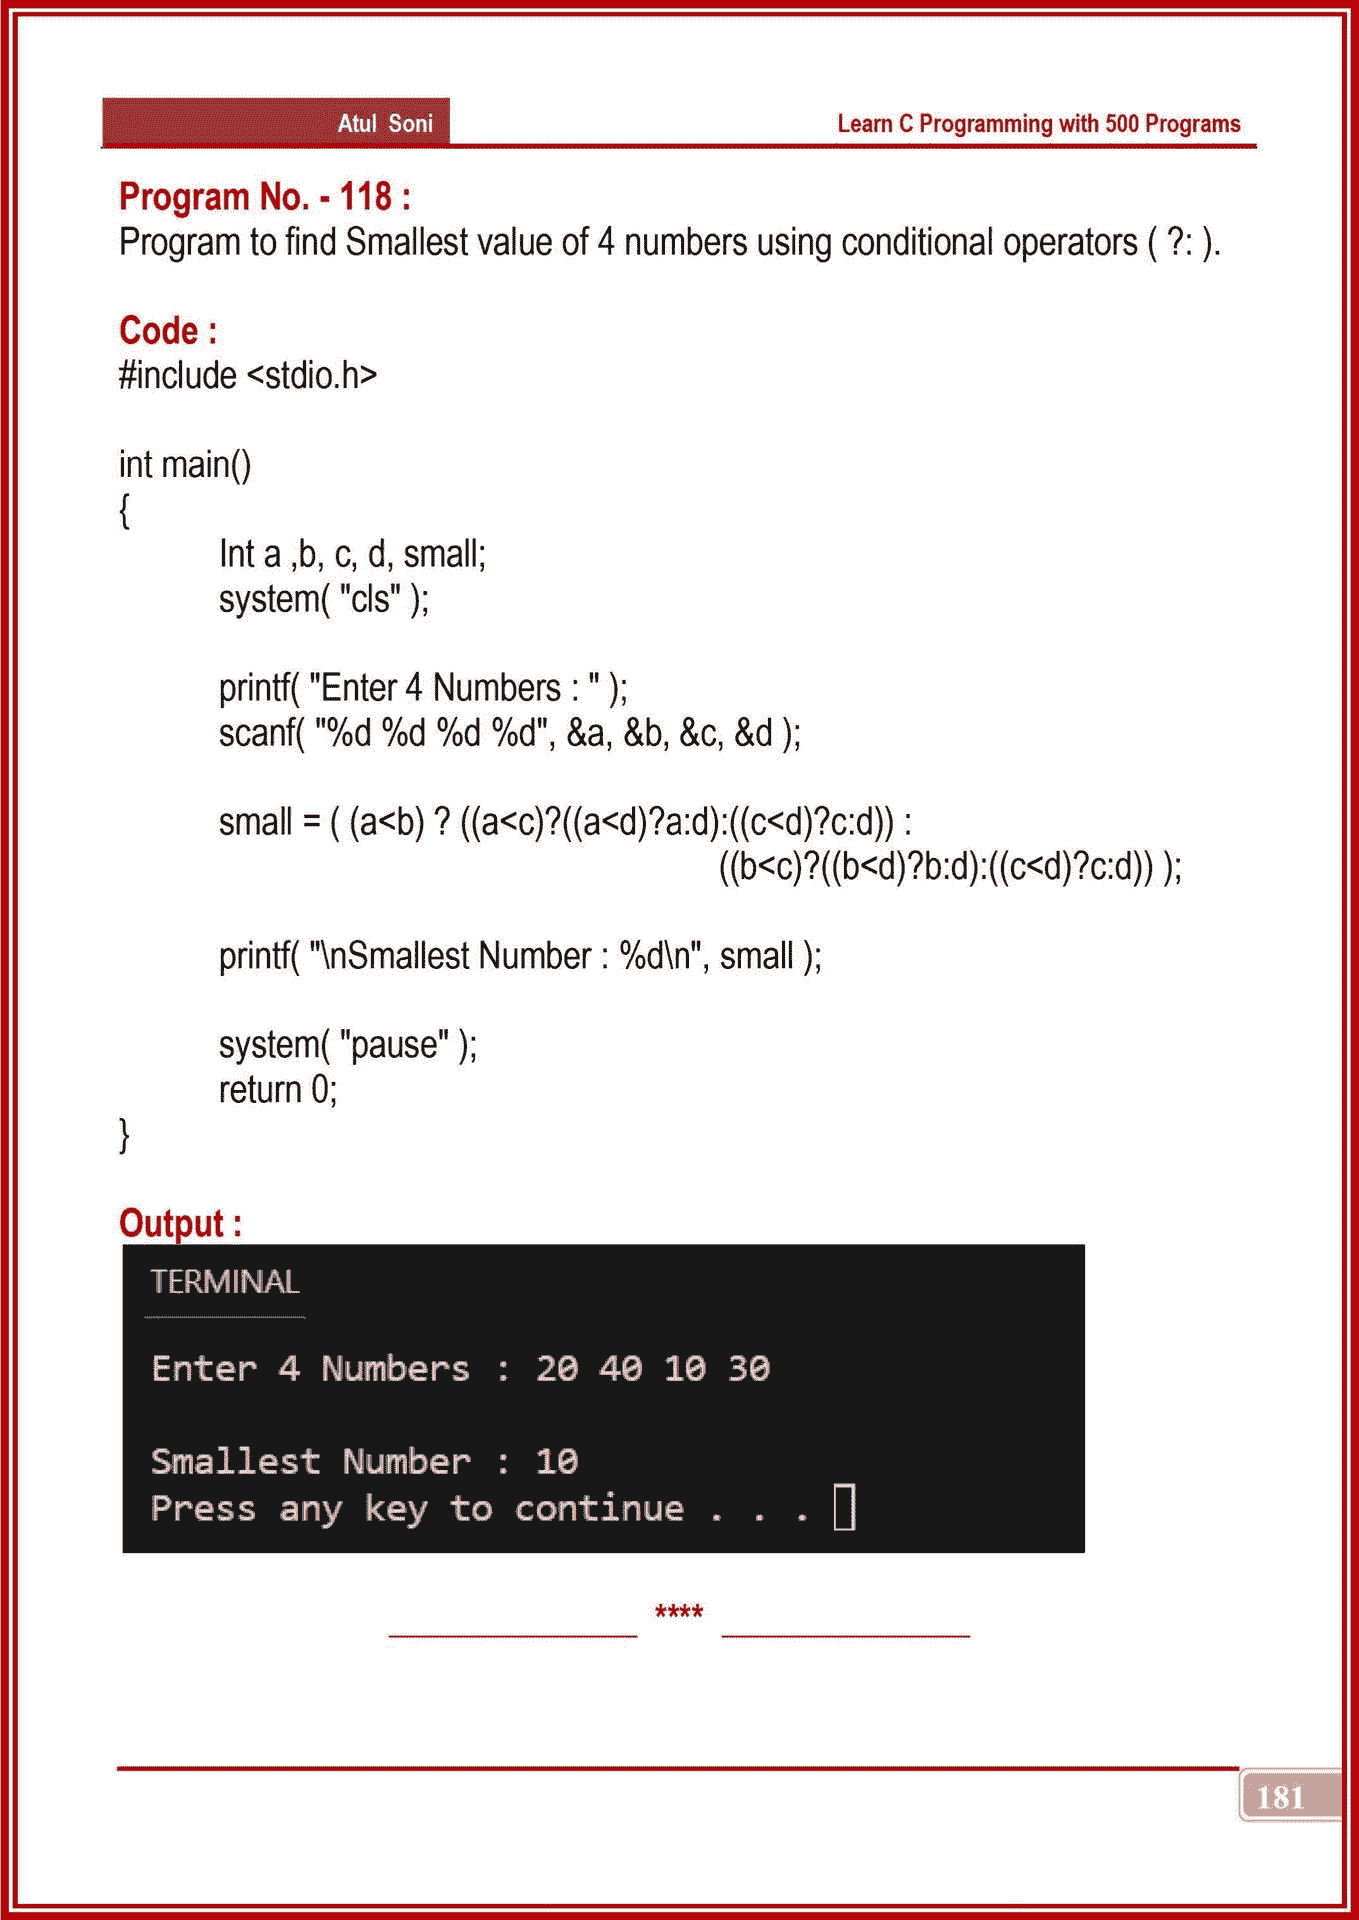 Atul Soni
Learn C Programming with 500 Programs
Program No. - 118 :
Program to find Smallest value of 4 numbers using conditional operators ( ?: ).
Code :
#include <stdio.h>
int main()
{
Int a ,b, c, d, small;
system( "cls" );
printf( "Enter 4 Numbers : " );
scanf( "%d %d %d %d", &a, &b, &c, &d );
small = ( (a<b) ? ((a<c)?((a<d)?a:d):((c<d)?c:d)) :
((b<c)?((b<d)?b:d):((c<d)?c:d)) );
printf( "\nSmallest Number : %d\n", small );
system( "pause" );
return 0;
}
Output :
TERMINAL
Enter 4 Numbers : 20 40 10 30
Smallest Number : 10
Press any key to continue . . .
****
181